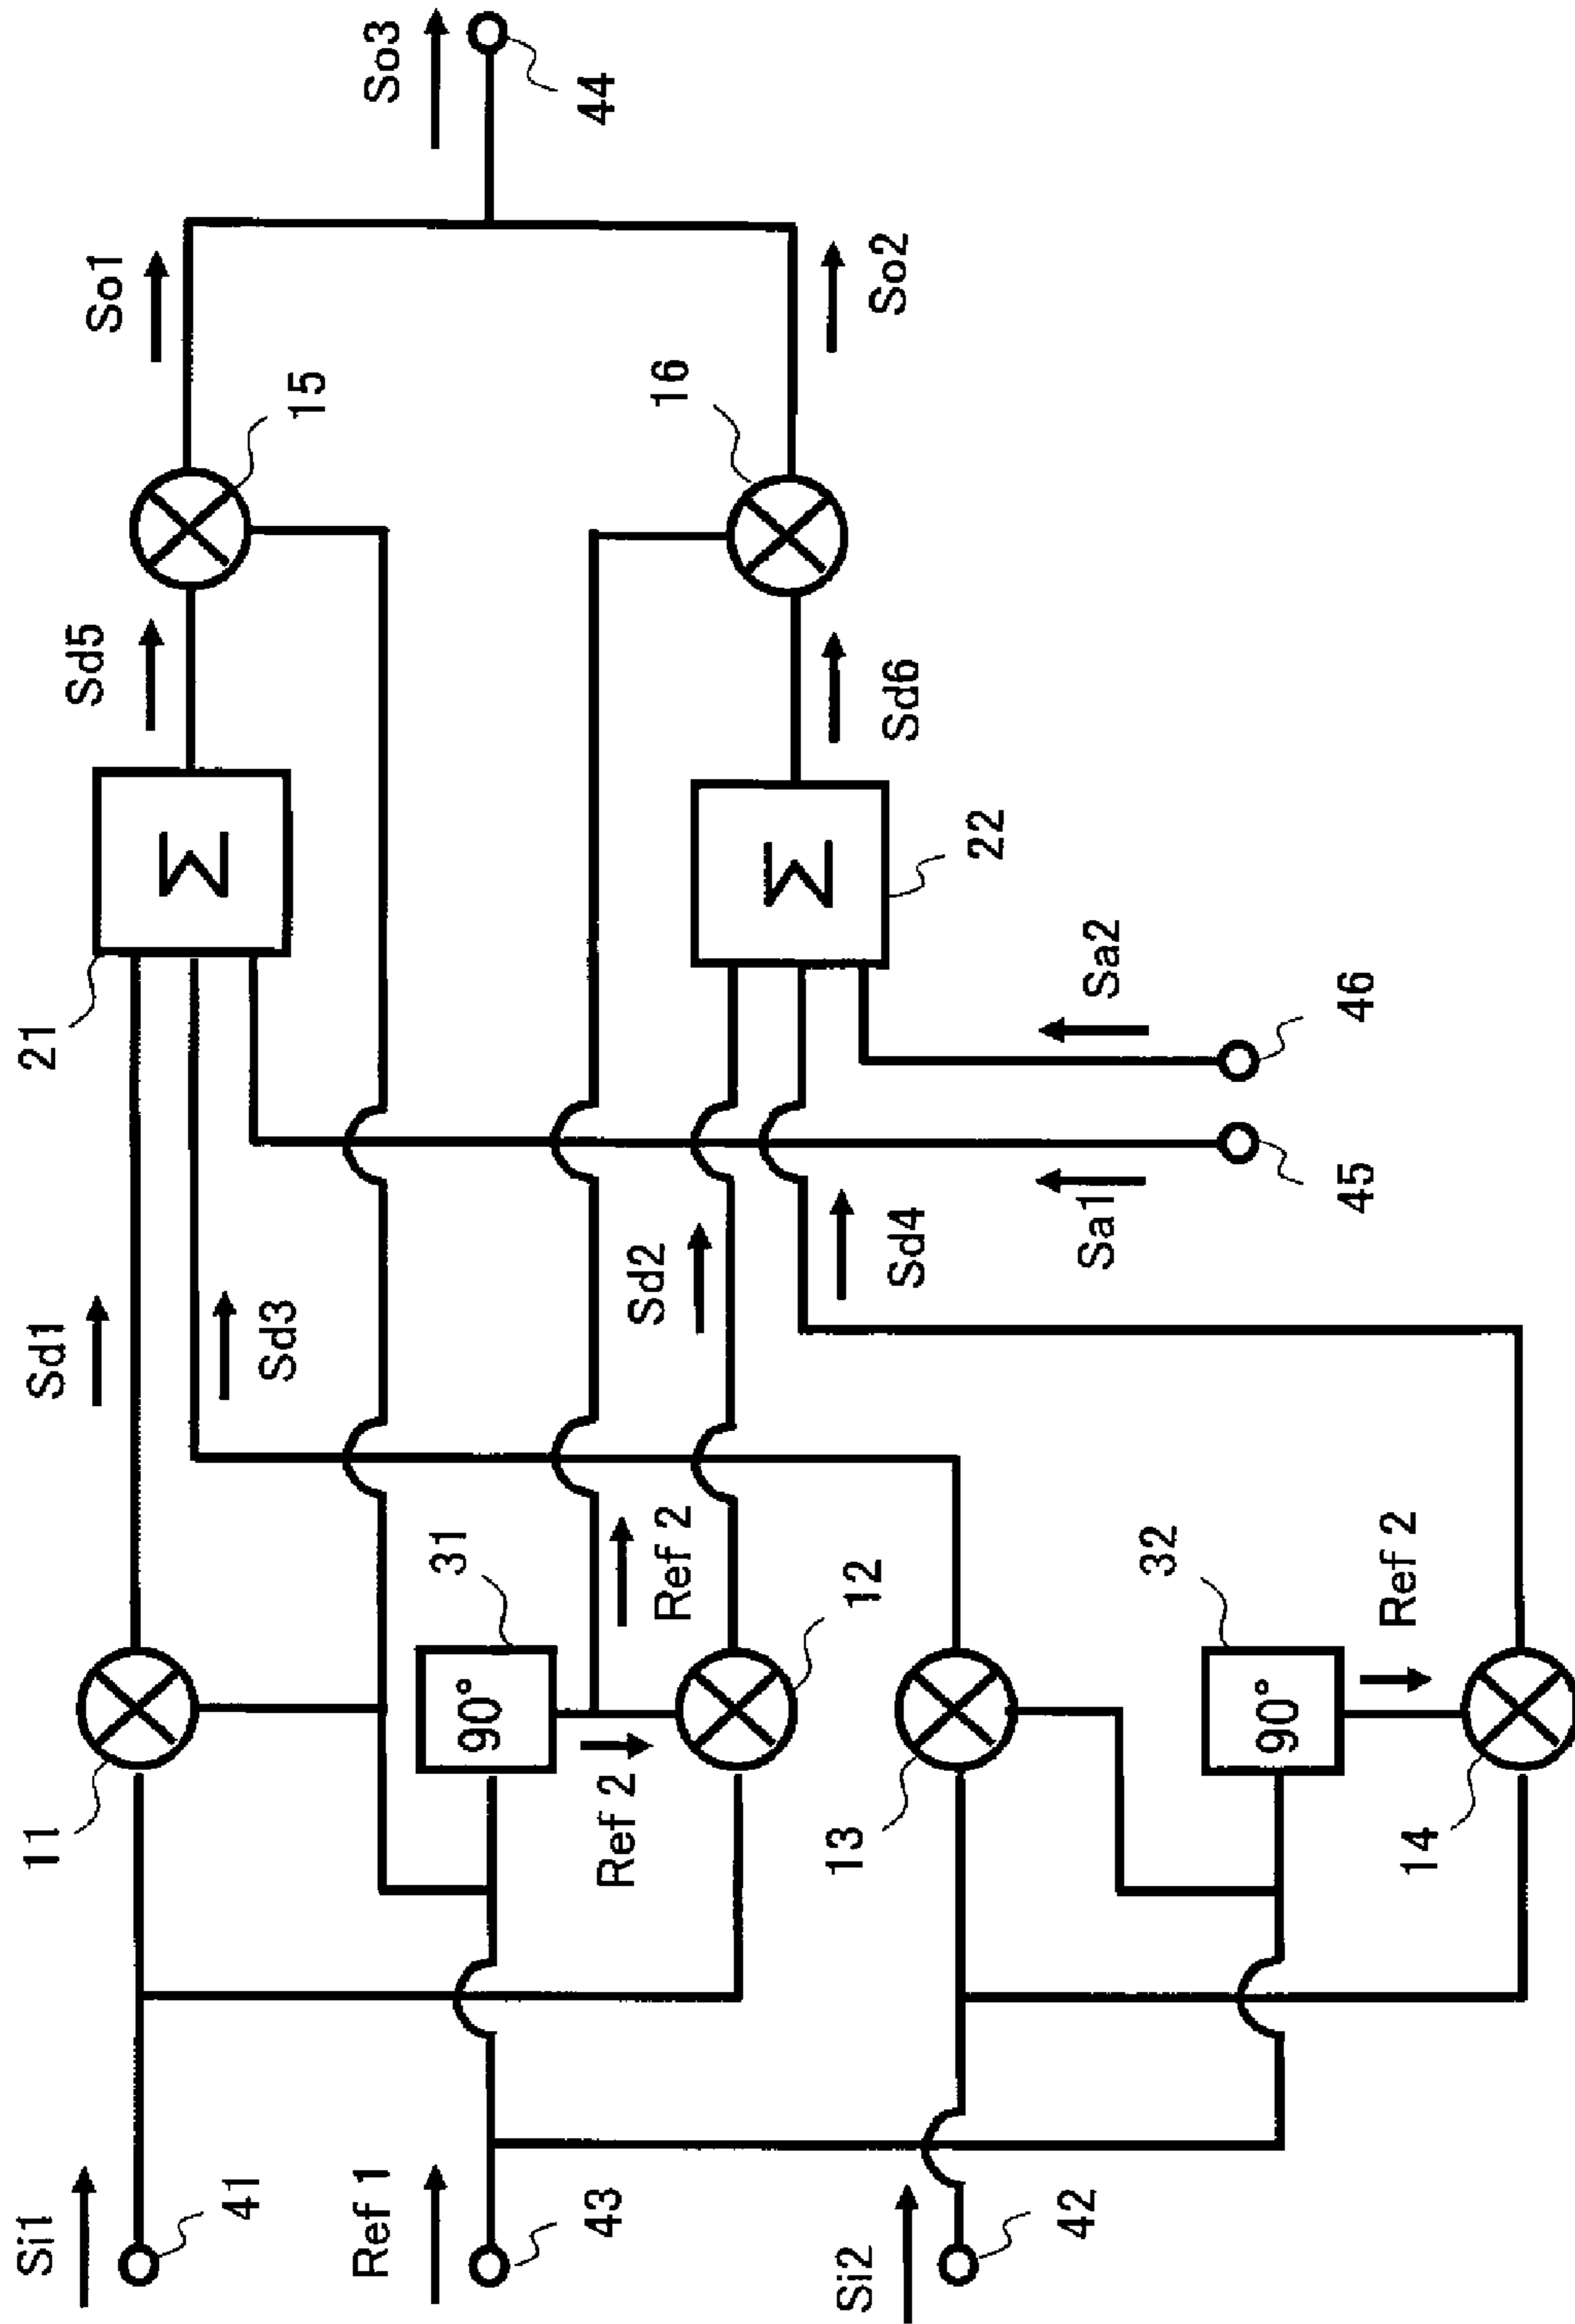 Si1
41
Ref 1
43
Si2
42
11
31
90°
Ref 2
Ref 2
12
13
32
90°
Ref 2
14
Sd1
Sd3
Sd2
Sd4
Sa1
45
Sa2
46
21
Σ
22
Σ
Sd5
Sd6
15
16
So1
So2
So3
44